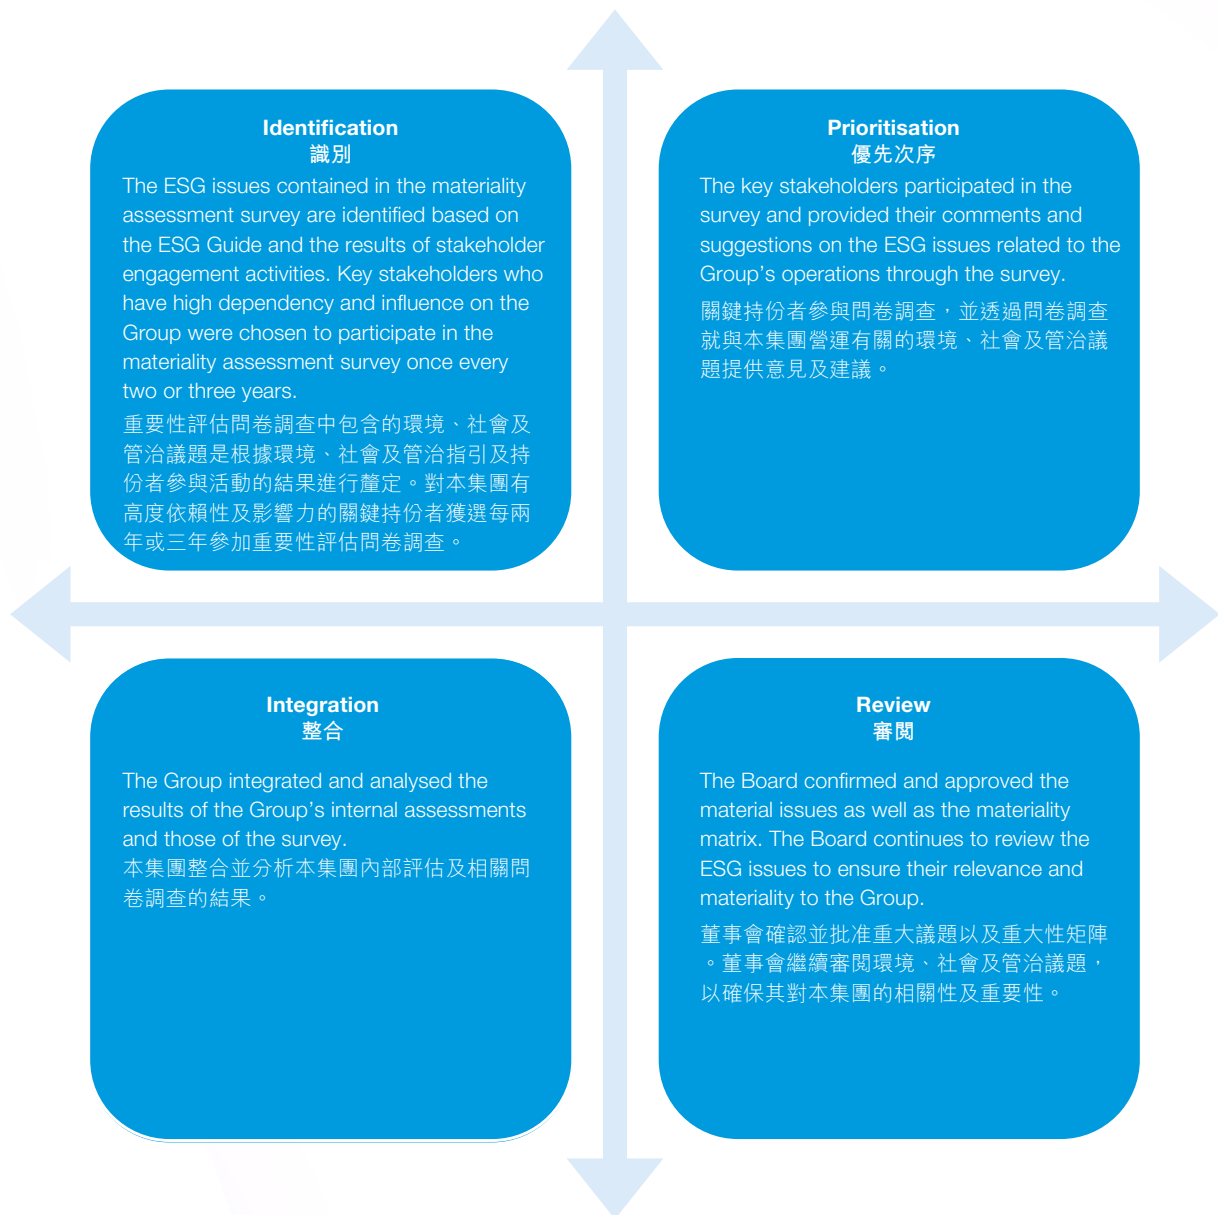 Identification
識別
The ESG issues contained in the materiality
assessment survey are identified based on
the ESG Guide and the results of stakeholder
engagement activities. Key stakeholders who
have high dependency and influence on the
Group were chosen to participate in the
materiality assessment survey once every
two or three years.
重要性評估問卷調查中包含的環境、社會及
管治議題是根據環境、社會及管治指引及持
份者參與活動的結果進行釐定。對本集團有
高度依賴性及影響力的關鍵持份者獲選每兩
年或三年參加重要性評估問卷調查。
Prioritisation
優先次序
The key stakeholders participated in the
survey and provided their comments and
suggestions on the ESG issues related to the
Group’s operations through the survey.
關鍵持份者參與問卷調查，並透過問卷調查
就與本集團營運有關的環境、社會及管治議
題提供意見及建議。
Integration
整合
The Group integrated and analysed the
results of the Group’s internal assessments
and those of the survey.
本集團整合並分析本集團內部評估及相關問
卷調查的結果。
Review
審閱
The Board confirmed and approved the
material issues as well as the materiality
matrix. The Board continues to review the
ESG issues to ensure their relevance and
materiality to the Group.
董事會確認並批准重大議題以及重大性矩陣
。董事會繼續審閱環境、社會及管治議題，
以確保其對本集團的相關性及重要性。